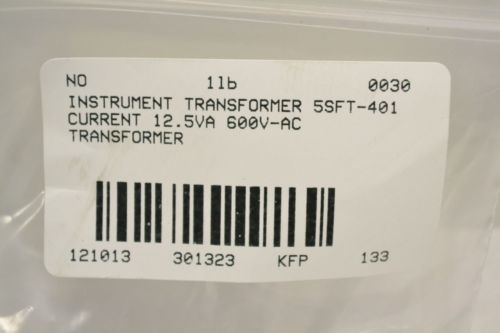 NO 1lb 0030
INSTRUMENT TRANSFORMER 5SFT-401
CURRENT 12.5VA 600V-AC
TRANSFORMER
121013 301323 KFP 133